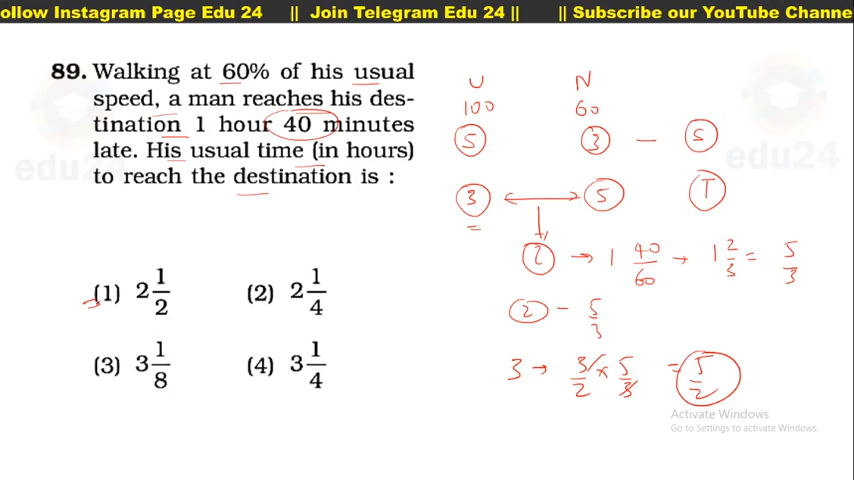 ollow Instagram Page Edu 24 || Join Telegram Edu 24 || || Subscribe our YouTube Channe
89. Walking at 60% of his usual
speed, a man reaches his des-
tination 1 hour 40 minutes
late. His usual time (in hours)
to reach the destination is :
(1) 2 1/2 (2) 2 1/4
(3) 3 1/8 (4) 3 1/4
U N
100 60
5 3 — S
3 ↔ 5 T
2 → 1 40/60 → 1 2/3 = 5/3
2 – 5/3
3 → 3/2 × 5/3 = 5/2
edu24
edu24
Activate Windows
Go to Settings to activate Windows.